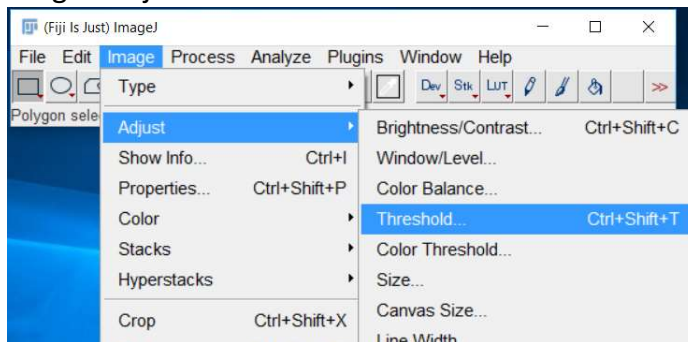 (Fiji Is Just) ImageJ
File Edit Image Process Analyze Plugins Window Help
Dev Stk LUT >>
Polygon sele
Type
Adjust
Show Info... Ctrl+I
Properties... Ctrl+Shift+P
Color
Stacks
Hyperstacks
Crop Ctrl+Shift+X
Brightness/Contrast... Ctrl+Shift+C
Window/Level...
Color Balance...
Threshold... Ctrl+Shift+T
Color Threshold...
Size...
Canvas Size...
Line Width